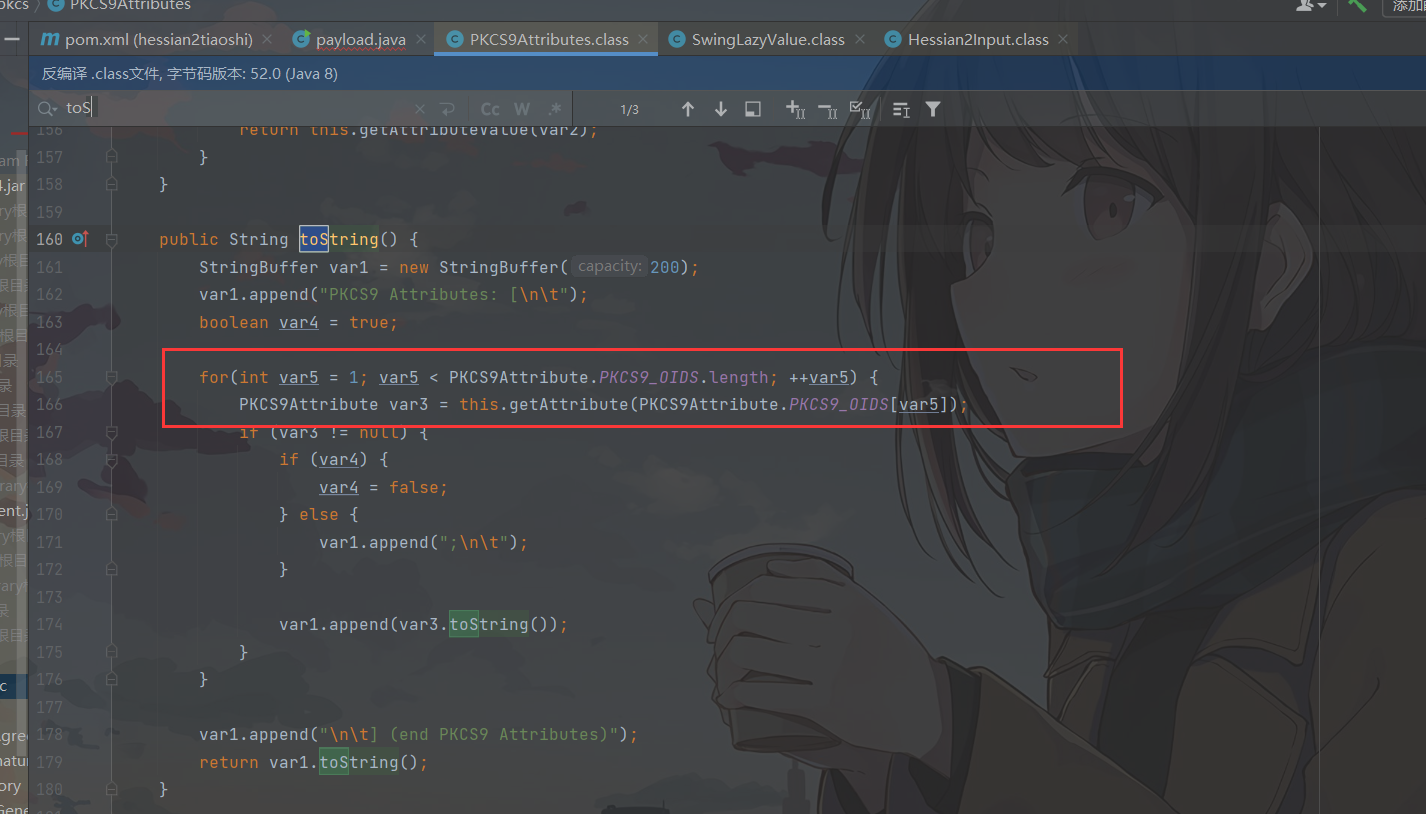 PKCS9Attributes
pom.xml (hessian2tiaoshi)
payload.java
PKCS9Attributes.class
SwingLazyValue.class
Hessian2Input.class
反编译 .class文件, 字节码版本: 52.0 (Java 8)
toS
Cc W .*
1/3
156 return this.getAttributeValue(var2);
157 }
158 }
159
160 public String toString() {
161 StringBuffer var1 = new StringBuffer( capacity: 200);
162 var1.append("PKCS9 Attributes: [\n\t");
163 boolean var4 = true;
164
165 for(int var5 = 1; var5 < PKCS9Attribute.PKCS9_OIDS.length; ++var5) {
166 PKCS9Attribute var3 = this.getAttribute(PKCS9Attribute.PKCS9_OIDS[var5]);
167 if (var3 != null) {
168 if (var4) {
169 var4 = false;
170 } else {
171 var1.append(";\n\t");
172 }
173
174 var1.append(var3.toString());
175 }
176 }
177
178 var1.append("\n\t] (end PKCS9 Attributes)");
179 return var1.toString();
180 }